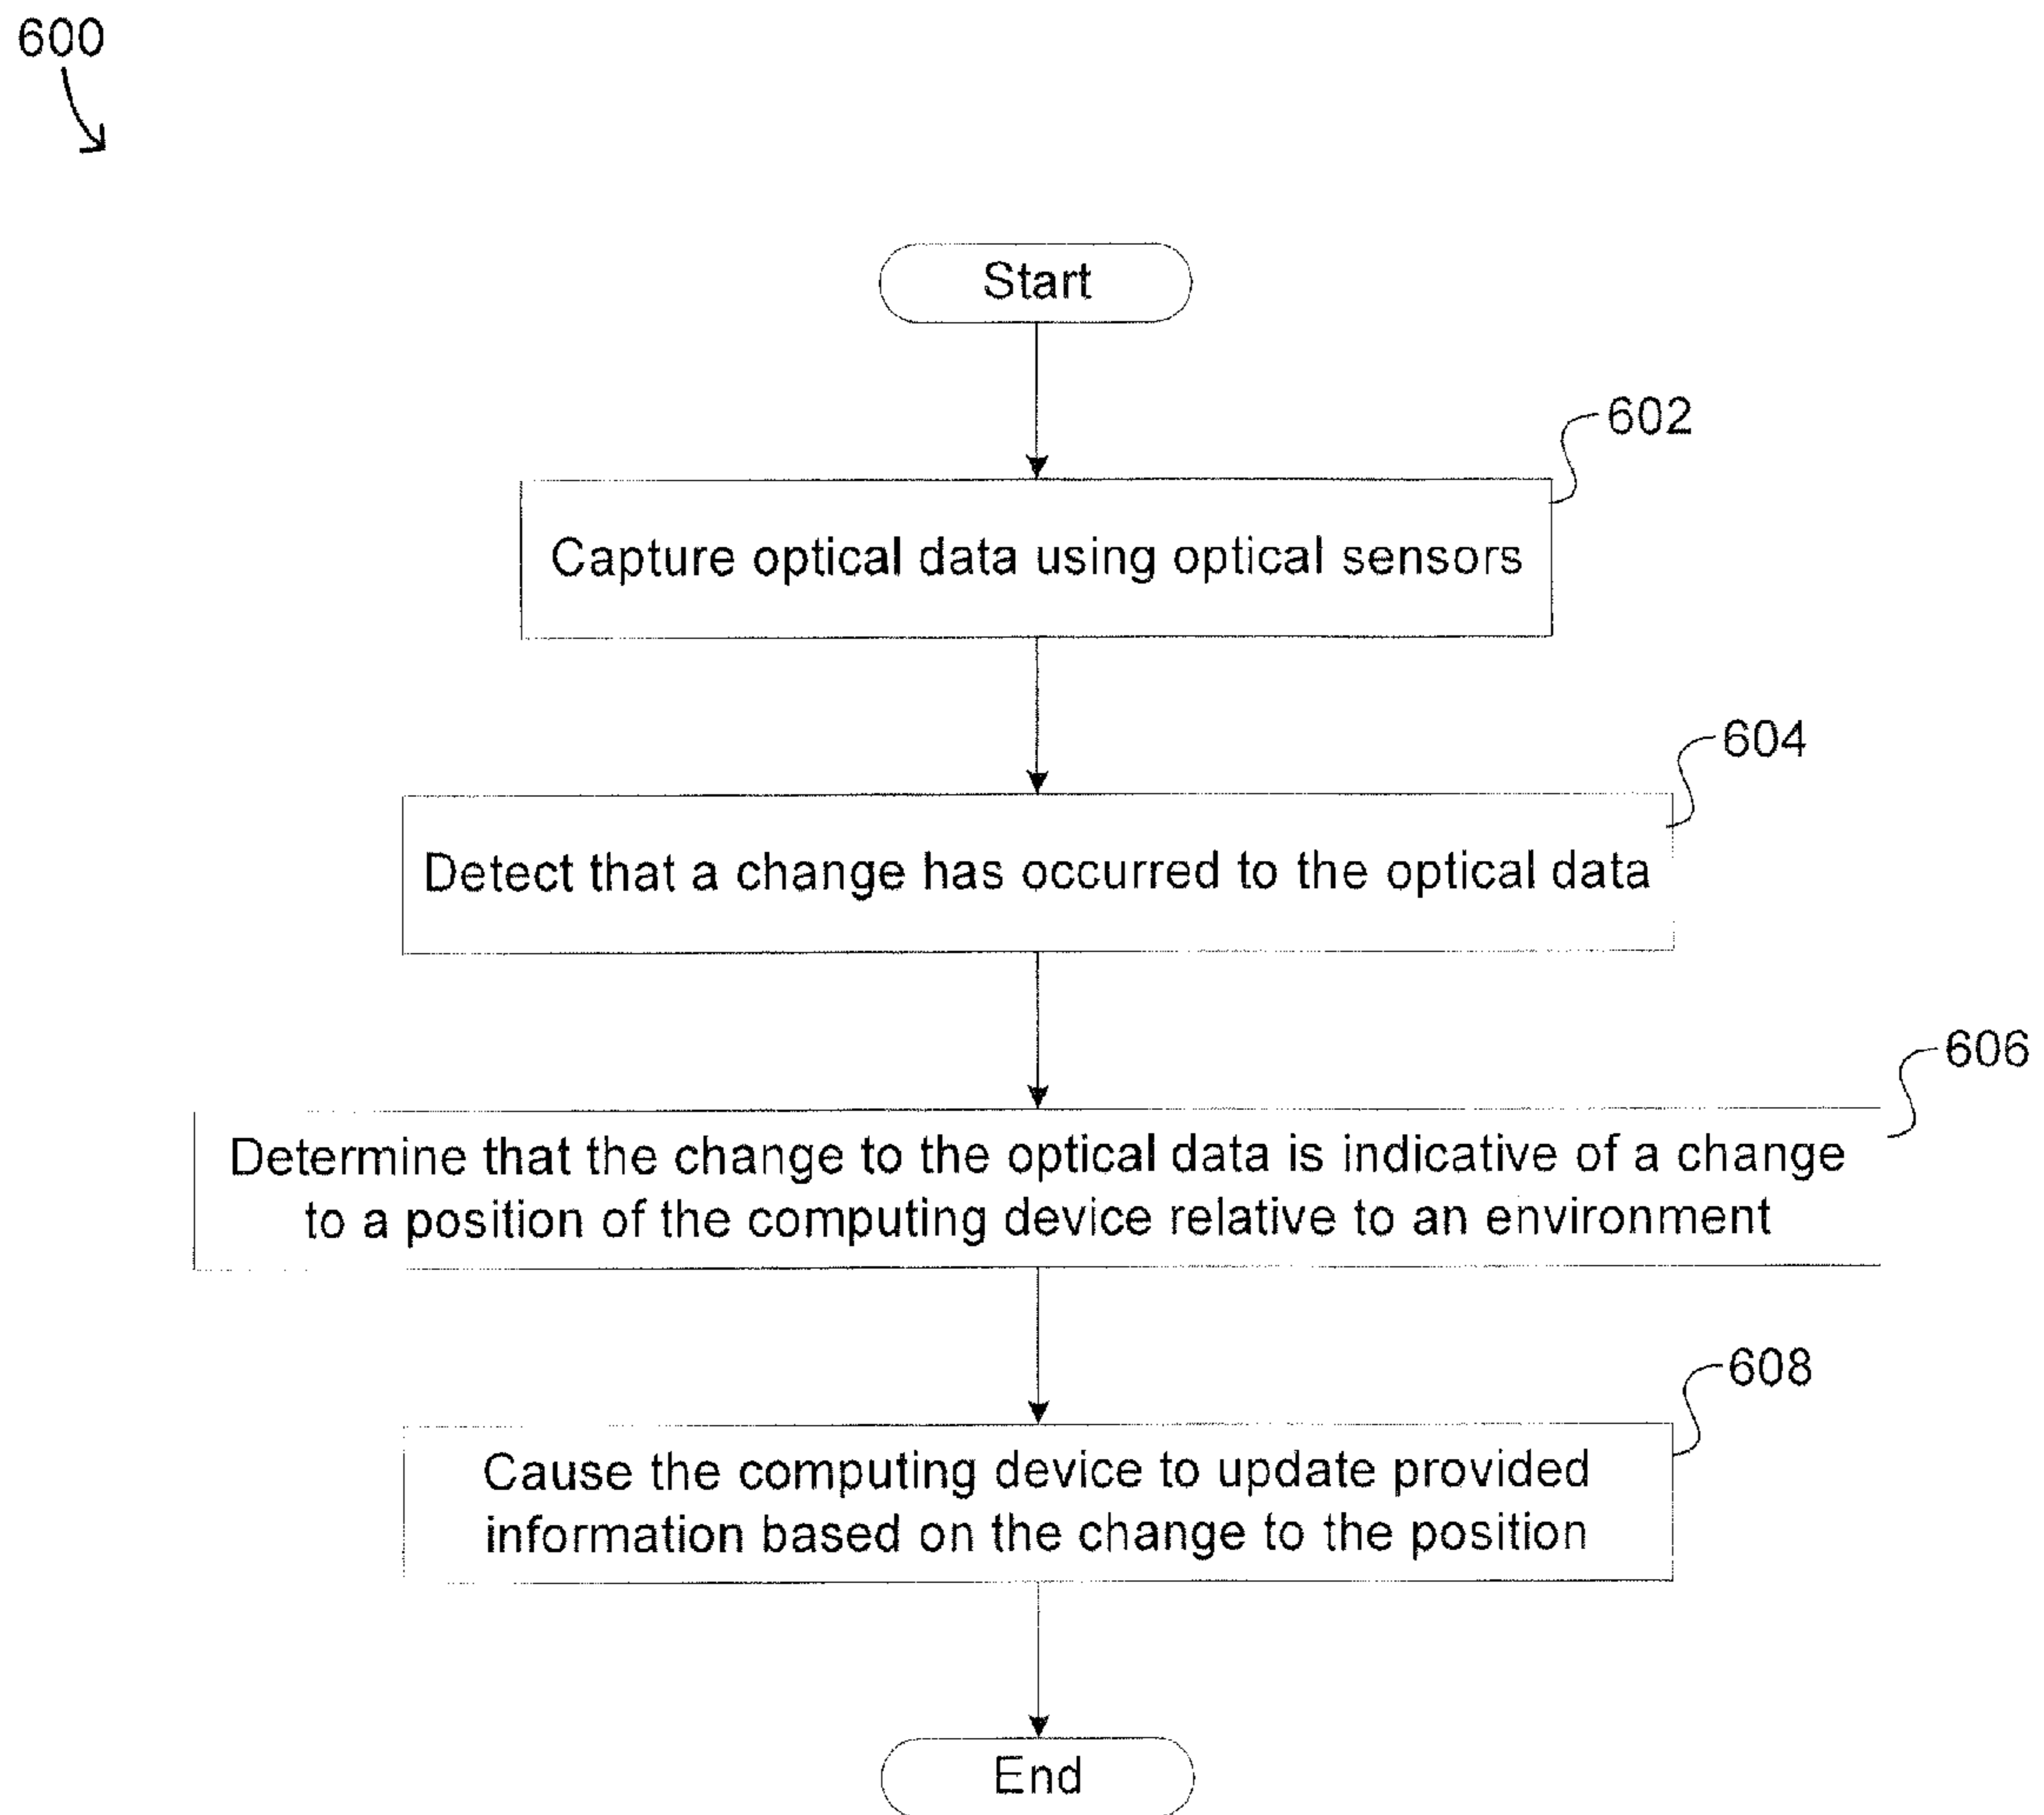 600
Start
602
Capture optical data using optical sensors
604
Detect that a change has occurred to the optical data
606
Determine that the change to the optical data is indicative of a change
to a position of the computing device relative to an environment
608
Cause the computing device to update provided
information based on the change to the position
End